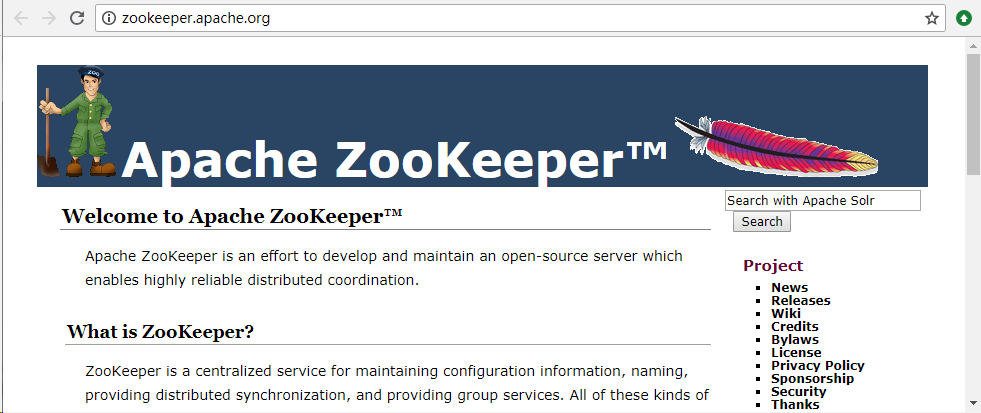 zookeeper.apache.org
ZOO
Apache ZooKeeper™
Search with Apache Solr
Search
Welcome to Apache ZooKeeper™
Apache ZooKeeper is an effort to develop and maintain an open-source server which
enables highly reliable distributed coordination.
What is ZooKeeper?
ZooKeeper is a centralized service for maintaining configuration information, naming,
providing distributed synchronization, and providing group services. All of these kinds of
Project
News
Releases
Wiki
Credits
Bylaws
License
Privacy Policy
Sponsorship
Security
Thanks